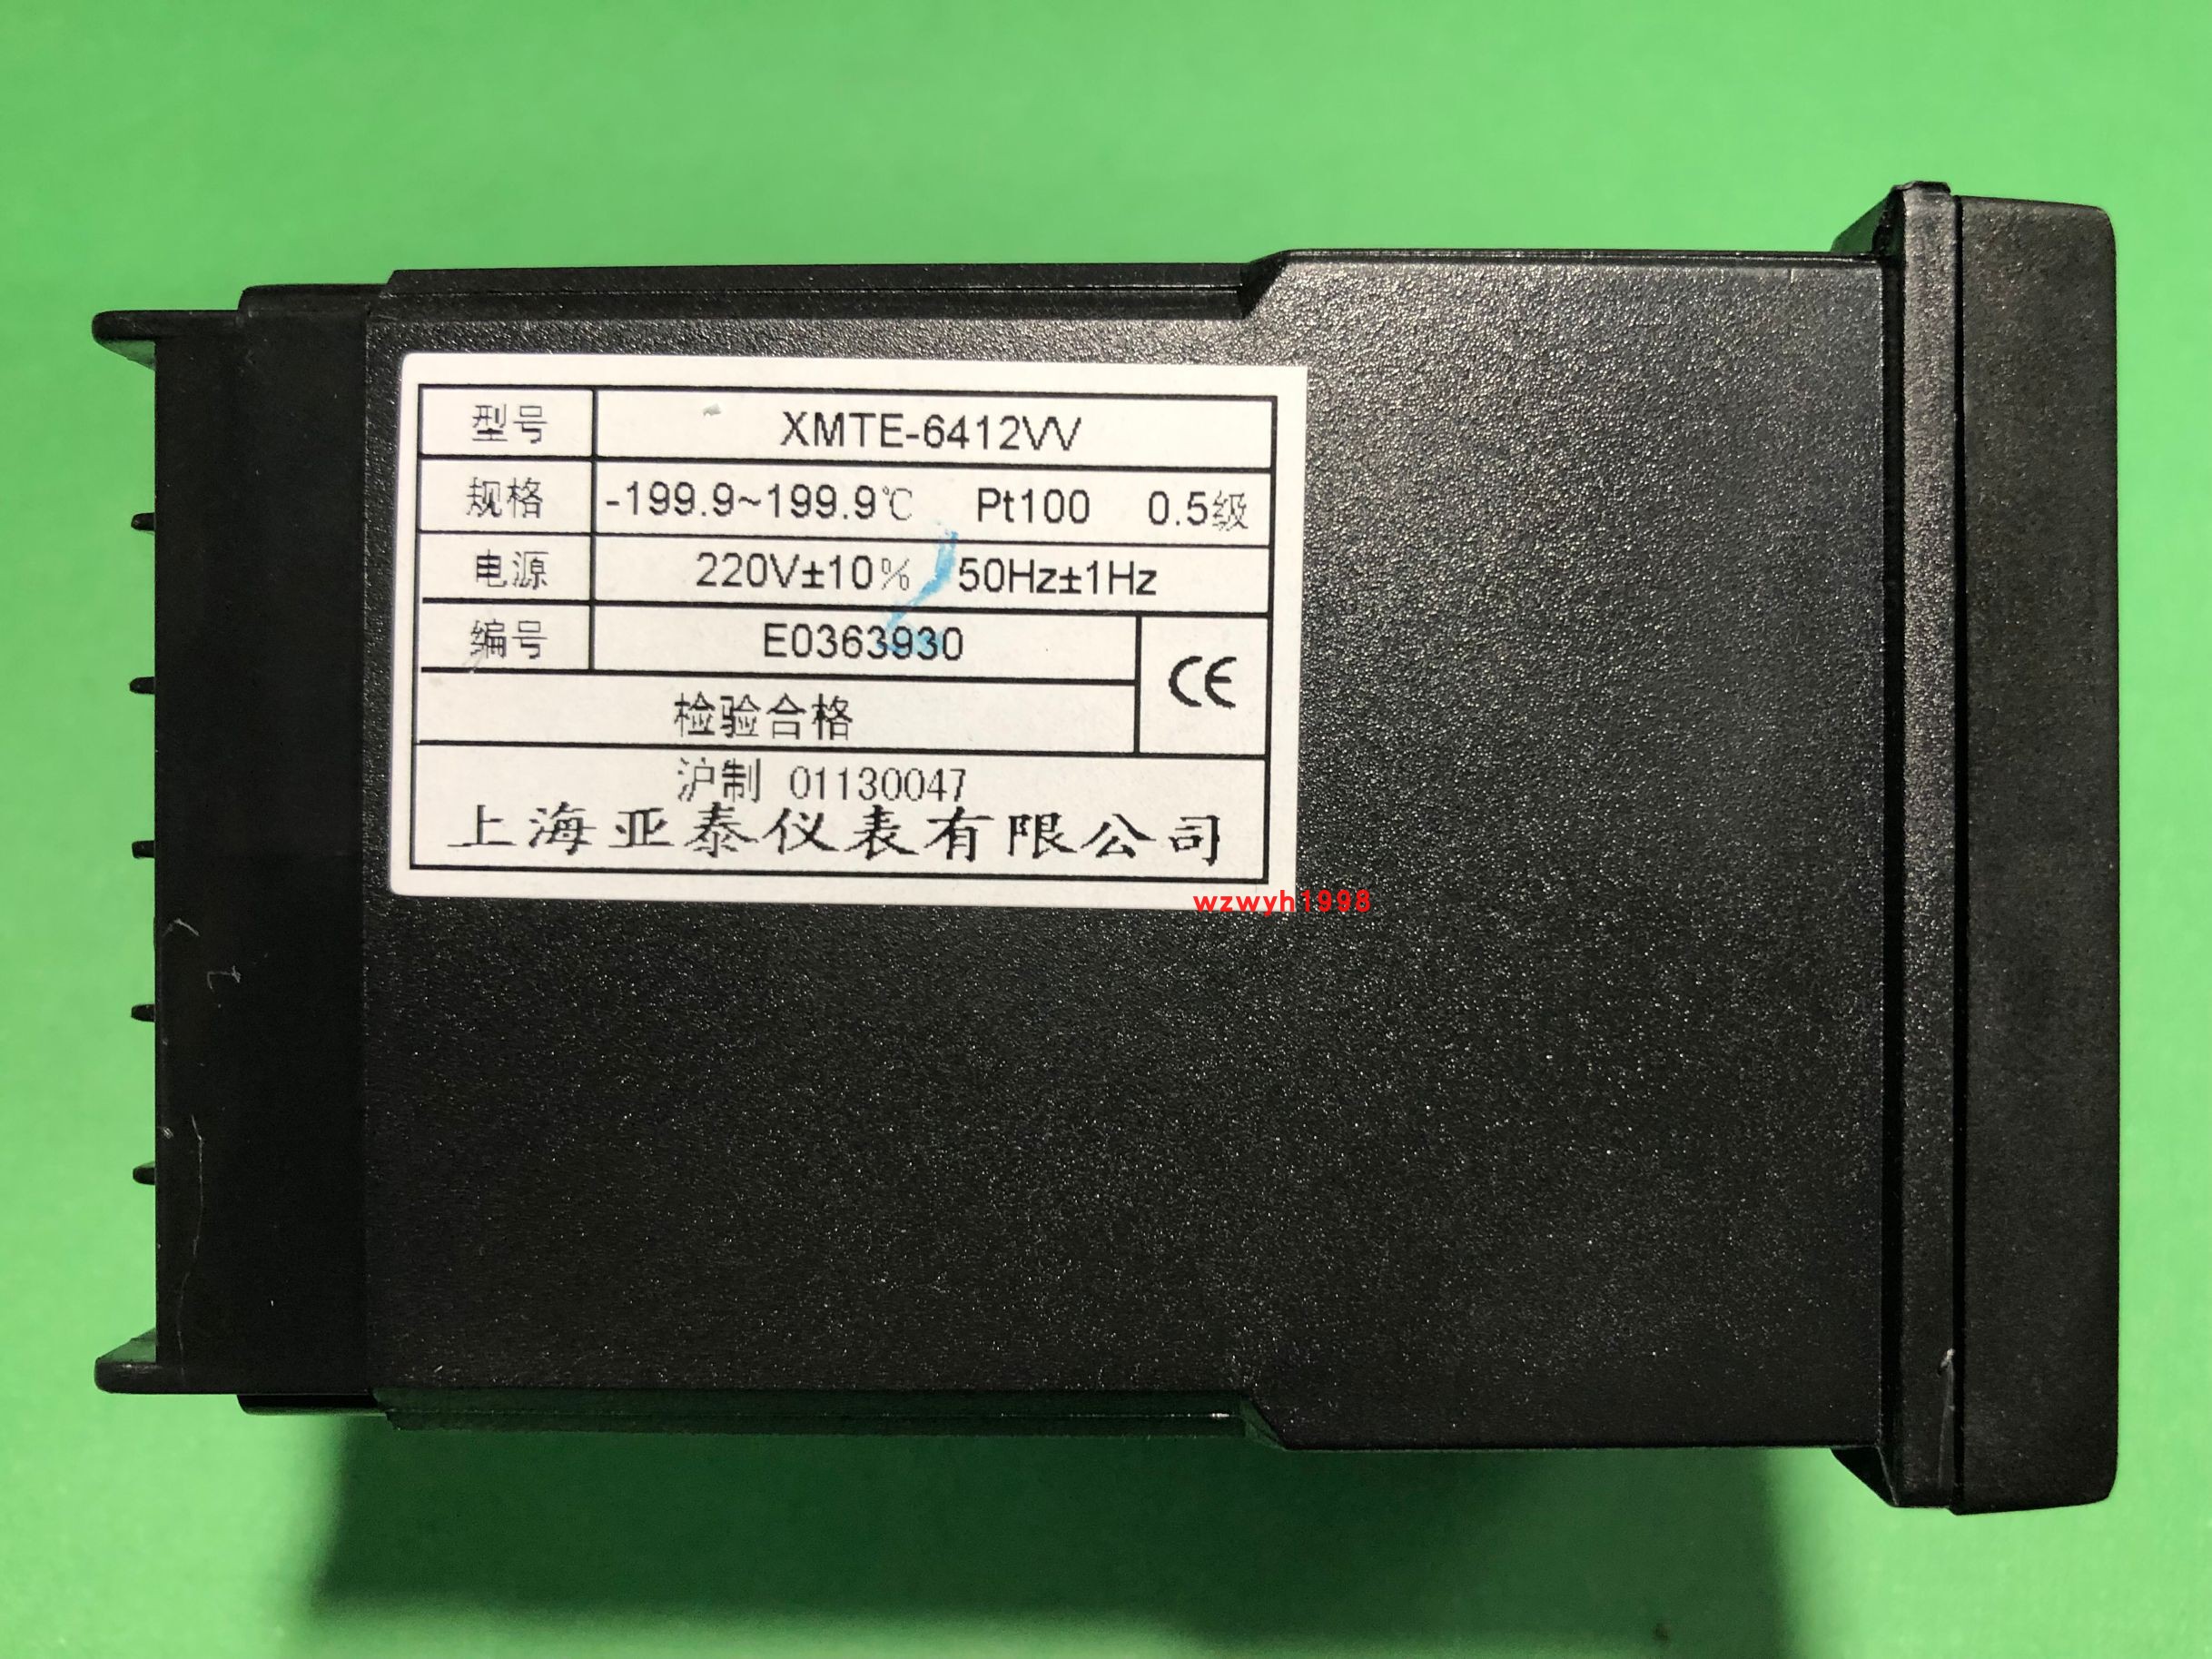 型号 XMTE-6412VV
规格 -199.9~199.9℃ Pt100 0.5级
电源 220V±10% 50Hz±1Hz
编号 E0363930
CE
检验合格
沪制 01130047
上海亚泰仪表有限公司
wzwyh1998